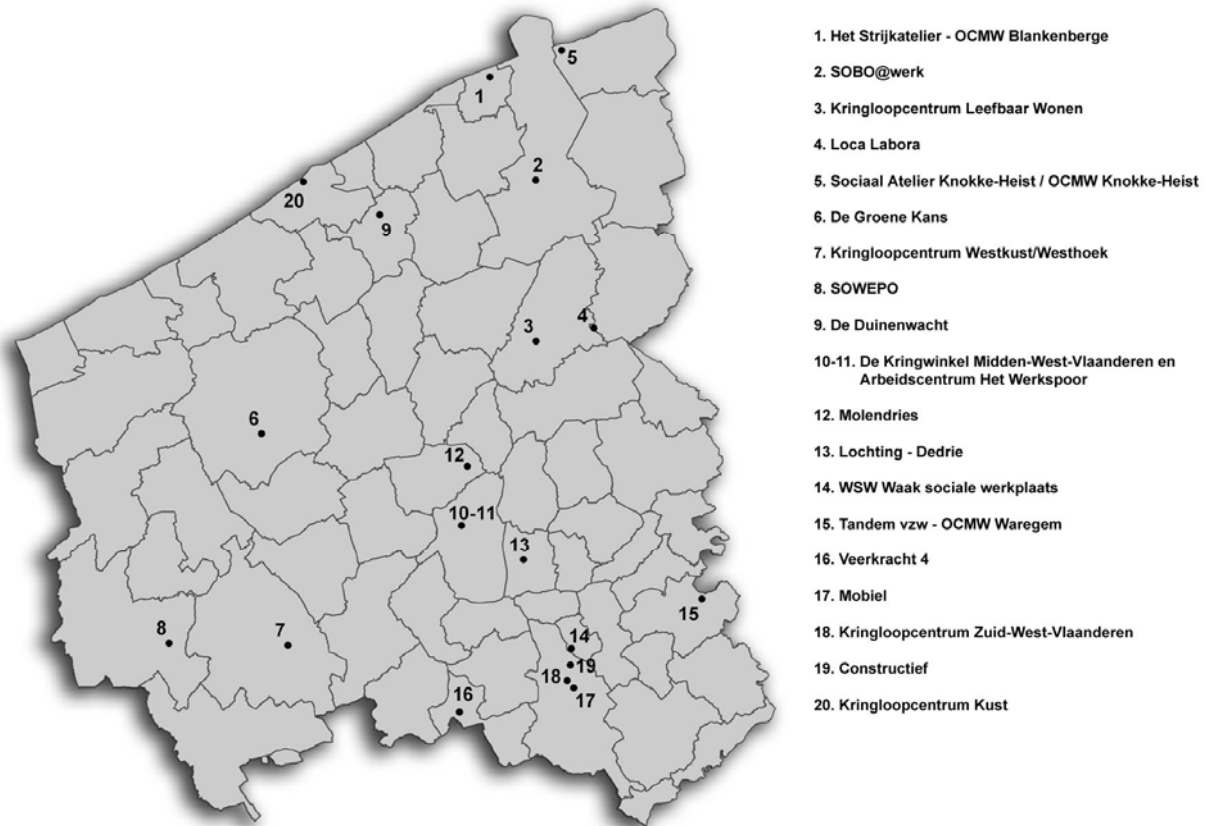 1. Het Strijkatelier - OCMW Blankenberge
2. SOBO@werk
3. Kringloopcentrum Leefbaar Wonen
4. Loca Labora
5. Sociaal Atelier Knokke-Heist / OCMW Knokke-Heist
6. De Groene Kans
7. Kringloopcentrum Westkust/Westhoek
8. SOWEPO
9. De Duinenwacht
10-11. De Kringwinkel Midden-West-Vlaanderen en
Arbeidscentrum Het Werkspoor
12. Molendries
13. Lochting - Dedrie
14. WSW Waak sociale werkplaats
15. Tandem vzw - OCMW Waregem
16. Veerkracht 4
17. Mobiel
18. Kringloopcentrum Zuid-West-Vlaanderen
19. Constructief
20. Kringloopcentrum Kust
5
1
2
20
9
3
4
6
12
10-11
13
15
8
7
14
19
18
17
16